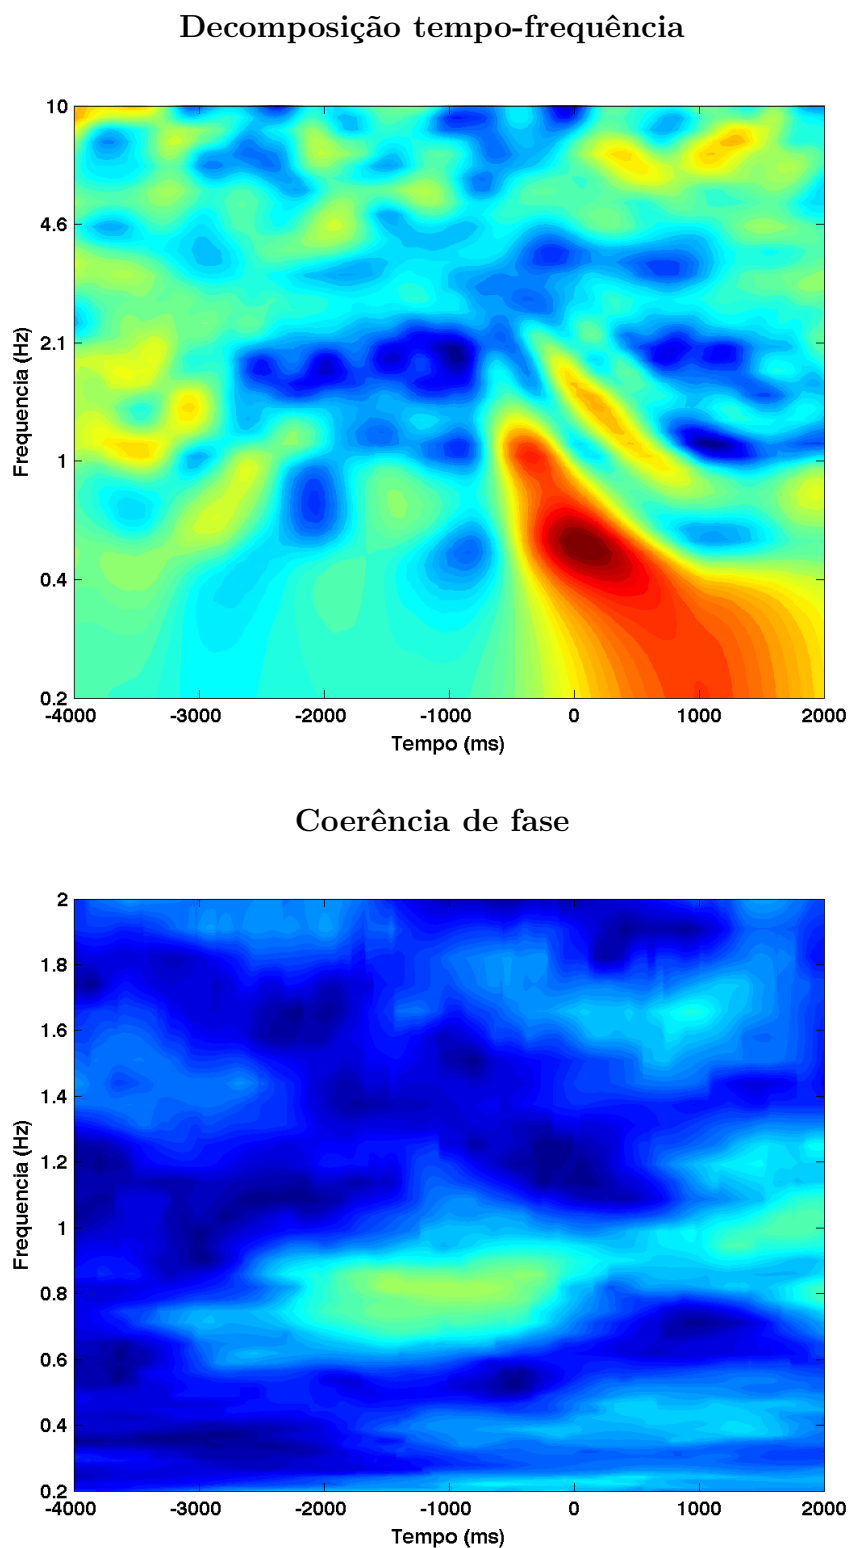 Decomposição tempo-frequência
10
4.6
2.1
1
0.4
0.2
Frequencia (Hz)
-4000 -3000 -2000 -1000 0 1000 2000
Tempo (ms)
Coerência de fase
2
1.8
1.6
1.4
1.2
1
0.8
0.6
0.4
0.2
Frequencia (Hz)
-4000 -3000 -2000 -1000 0 1000 2000
Tempo (ms)